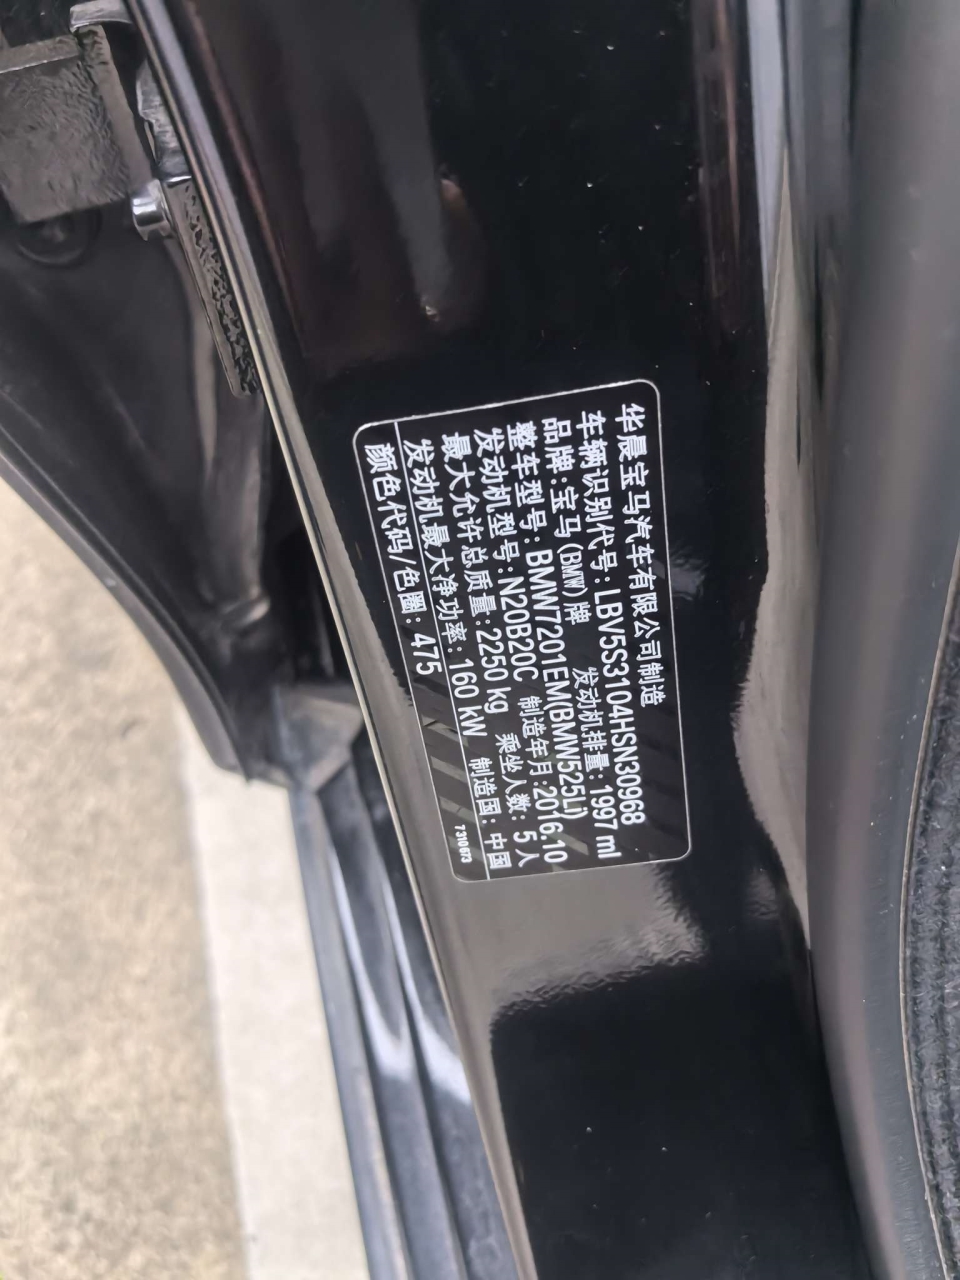 华晨宝马汽车有限公司制造
车辆识别代号:LBV5S3104HSN30968
品牌:宝马(BMW)牌 发动机排量:1997 ml
整车型号:BMW7201EM(BMW525Li)
发动机型号:N20B20C 制造年月:2016.10
最大允许总质量:2250 kg 乘坐人数:5 人
发动机最大净功率:160 kW 制造国:中国
颜色代码/色圈:475 7310673